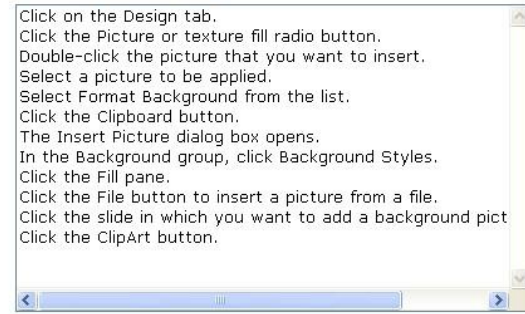 Click on the Design tab.
Click the Picture or texture fill radio button.
Double-click the picture that you want to insert.
Select a picture to be applied.
Select Format Background from the list.
Click the Clipboard button.
The Insert Picture dialog box opens.
In the Background group, click Background Styles.
Click the Fill pane.
Click the File button to insert a picture from a file.
Click the slide in which you want to add a background pict
Click the ClipArt button.